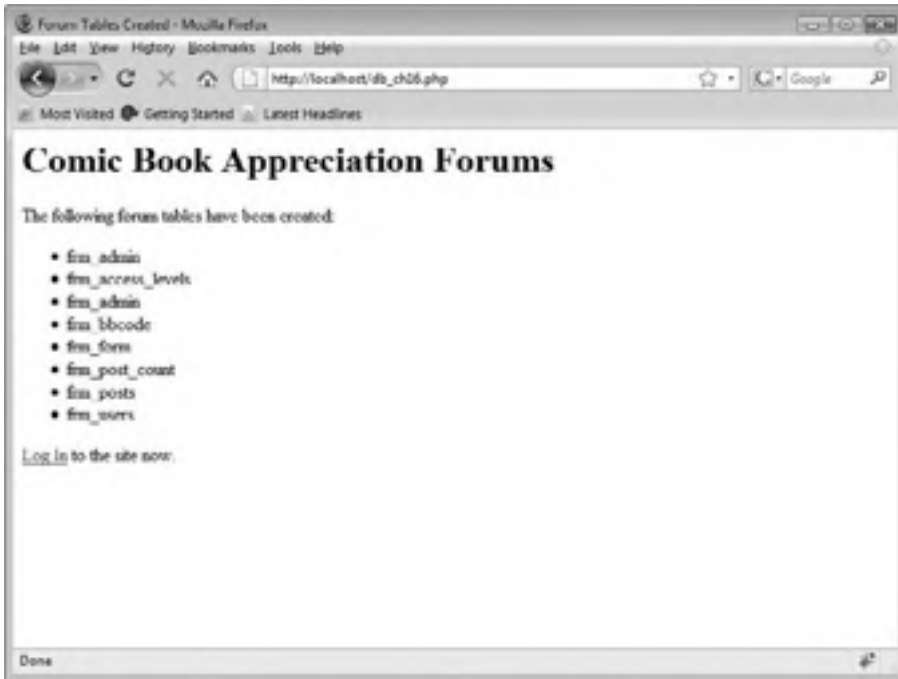 Forum Tables Created - Mozilla Firefox
File Edit View History Bookmarks Tools Help
http://localhost/db_ch16.php
Google
Most Visited Getting Started Latest Headlines
Comic Book Appreciation Forums
The following forum tables have been created:
• frm_admin
• frm_access_levels
• frm_admin
• frm_bbcode
• frm_form
• frm_post_count
• frm_posts
• frm_users
Log In to the site now.
Done